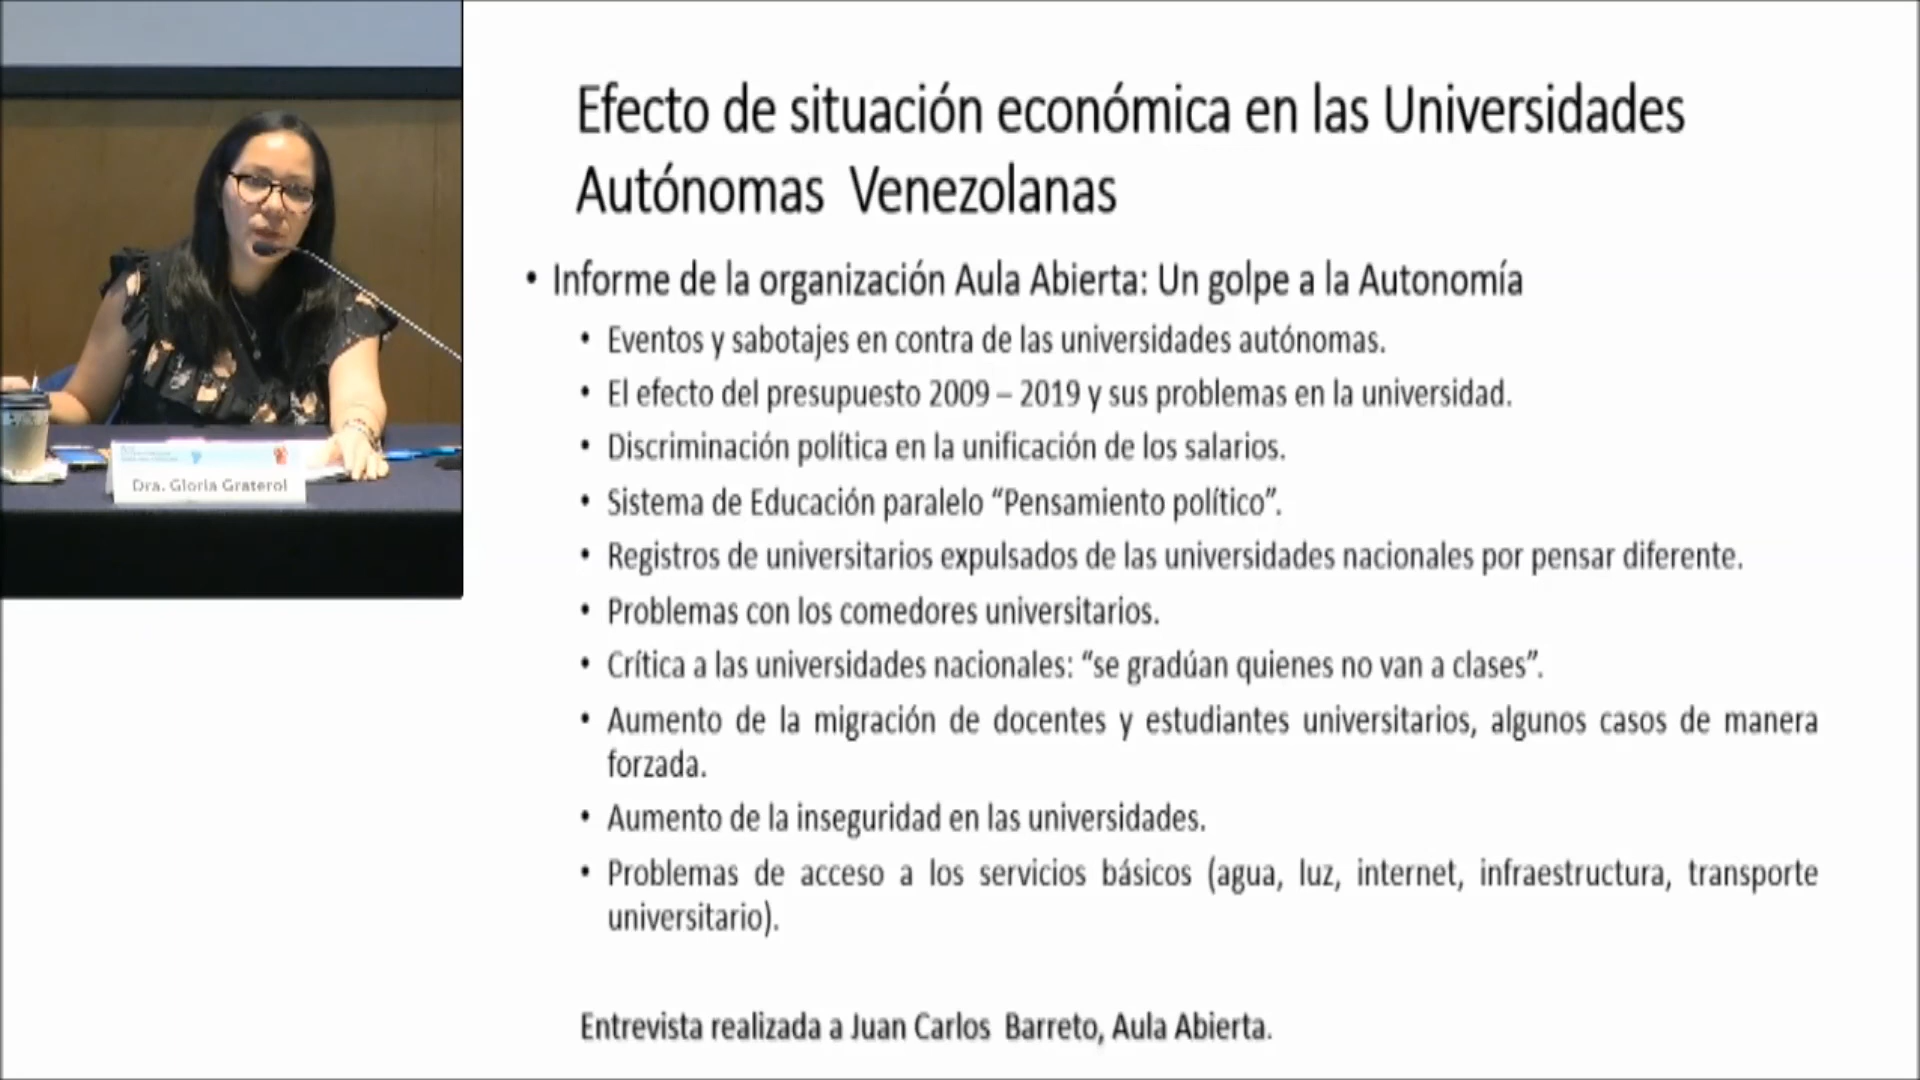 Efecto de situación económica en las Universidades
Autónomas Venezolanas
• Informe de la organización Aula Abierta: Un golpe a la Autonomía
• Eventos y sabotajes en contra de las universidades autónomas.
• El efecto del presupuesto 2009 – 2019 y sus problemas en la universidad.
• Discriminación política en la unificación de los salarios.
• Sistema de Educación paralelo “Pensamiento político”.
• Registros de universitarios expulsados de las universidades nacionales por pensar diferente.
• Problemas con los comedores universitarios.
• Crítica a las universidades nacionales: “se gradúan quienes no van a clases”.
• Aumento de la migración de docentes y estudiantes universitarios, algunos casos de manera
forzada.
• Aumento de la inseguridad en las universidades.
• Problemas de acceso a los servicios básicos (agua, luz, internet, infraestructura, transporte
universitario).
Entrevista realizada a Juan Carlos Barreto, Aula Abierta.
Dra. Gloria Graterol